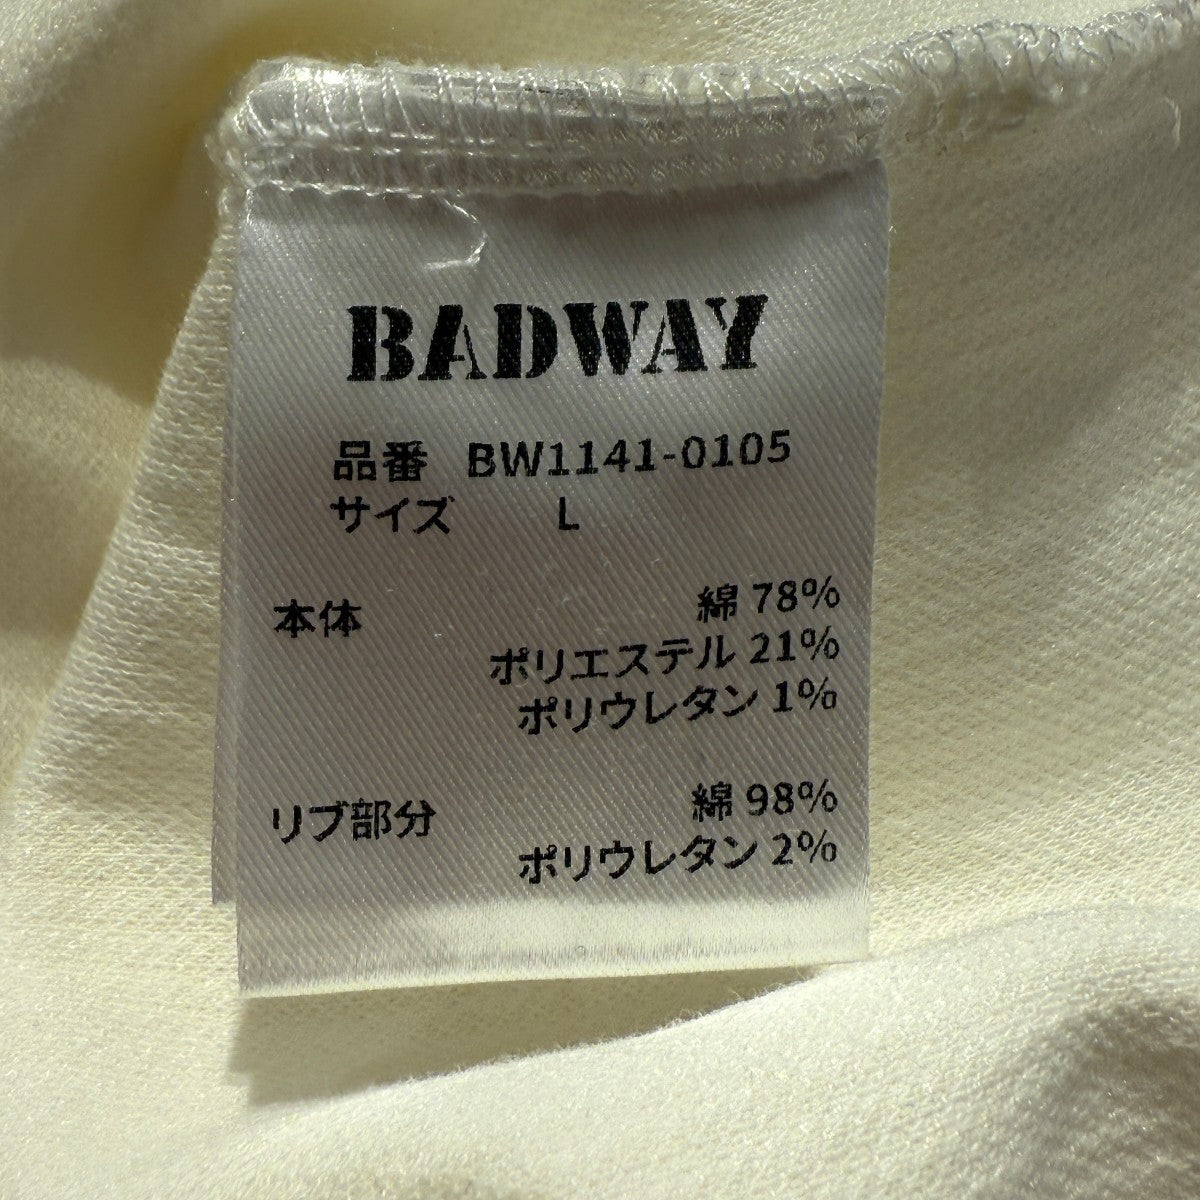 BADWAY
品番 BW1141-0105
サイズ L
本体 綿 78%
ポリエステル 21%
ポリウレタン 1%
リブ部分 綿 98%
ポリウレタン 2%